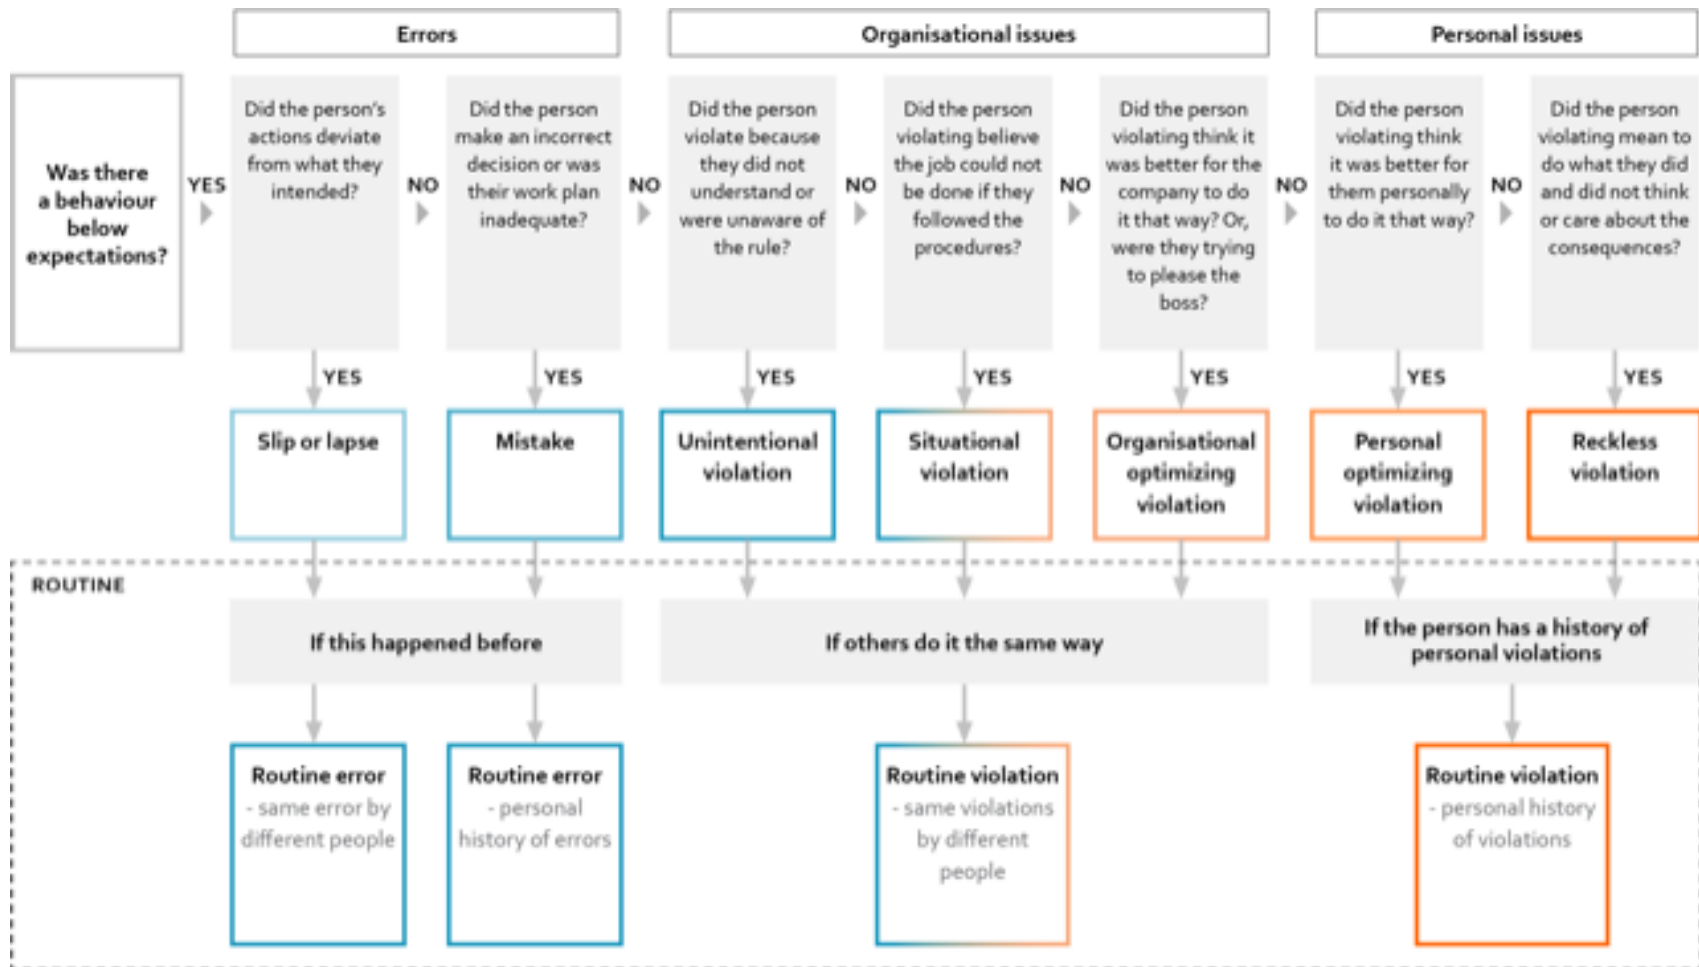 Errors
Organisational issues
Personal issues
Was there
a behaviour
below
expectations?
YES
Did the person's
actions deviate
from what they
intended?
NO
Did the person
make an incorrect
decision or was
their work plan
inadequate?
NO
Did the person
violate because
they did not
understand or
were unaware of
the rule?
NO
Did the person
violating believe
the job could not
be done if they
followed the
procedures?
NO
Did the person
violating think it
was better for the
company to do
it that way? Or,
were they trying
to please the
boss?
NO
Did the person
violating think
it was better for
them personally
to do it that way?
NO
Did the person
violating mean to
do what they did
and did not think
or care about the
consequences?
YES
YES
YES
YES
YES
YES
YES
Slip or lapse
Mistake
Unintentional
violation
Situational
violation
Organisational
optimizing
violation
Personal
optimizing
violation
Reckless
violation
ROUTINE
If this happened before
If others do it the same way
If the person has a history of
personal violations
Routine error
- same error by
different people
Routine error
- personal
history of errors
Routine violation
- same violations
by different
people
Routine violation
- personal history
of violations